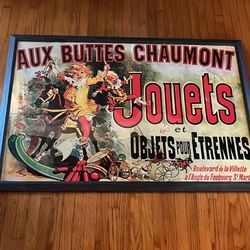 AUX BUTTES CHAUMONT
Jouets
et
OBJETS POUR ETRENNES
Boulevard de la Villette
à l'Angle du Faubourg St Martin